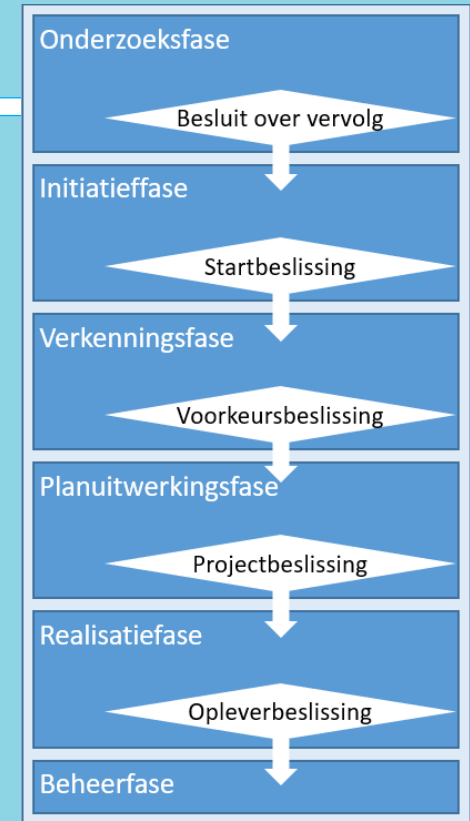 Onderzoeksfase
Besluit over vervolg
Initiatieffase
Startbeslissing
Verkenningsfase
Voorkeursbeslissing
Planuitwerkingsfase
Projectbeslissing
Realisatiefase
Opleverbeslissing
Beheerfase